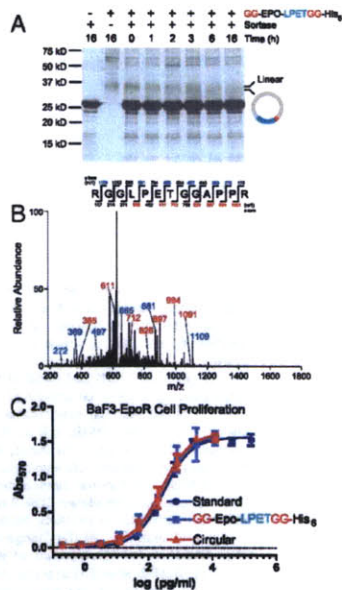 A
- + + + + + + + + GG-EPO-LPETGG-His6
+ - + + + + + + + Sortase
16 16 0 1 2 3 6 16 Time (h)
75 kD
50 kD
37 kD
25 kD
20 kD
15 kD
Linear
R G G L P E T G G A P P R
B
Relative Abundance
100
50
0
272
369
385
497
611
665
712
828
881
897
994
1091
1109
200 400 600 800 1000 1200 1400 1600 1800
m/z
C
BaF3-EpoR Cell Proliferation
Abs570
2.0
1.5
1.0
0.5
0.0
Standard
GG-Epo-LPETGG-His6
Circular
0 2 4 6
log (pg/ml)